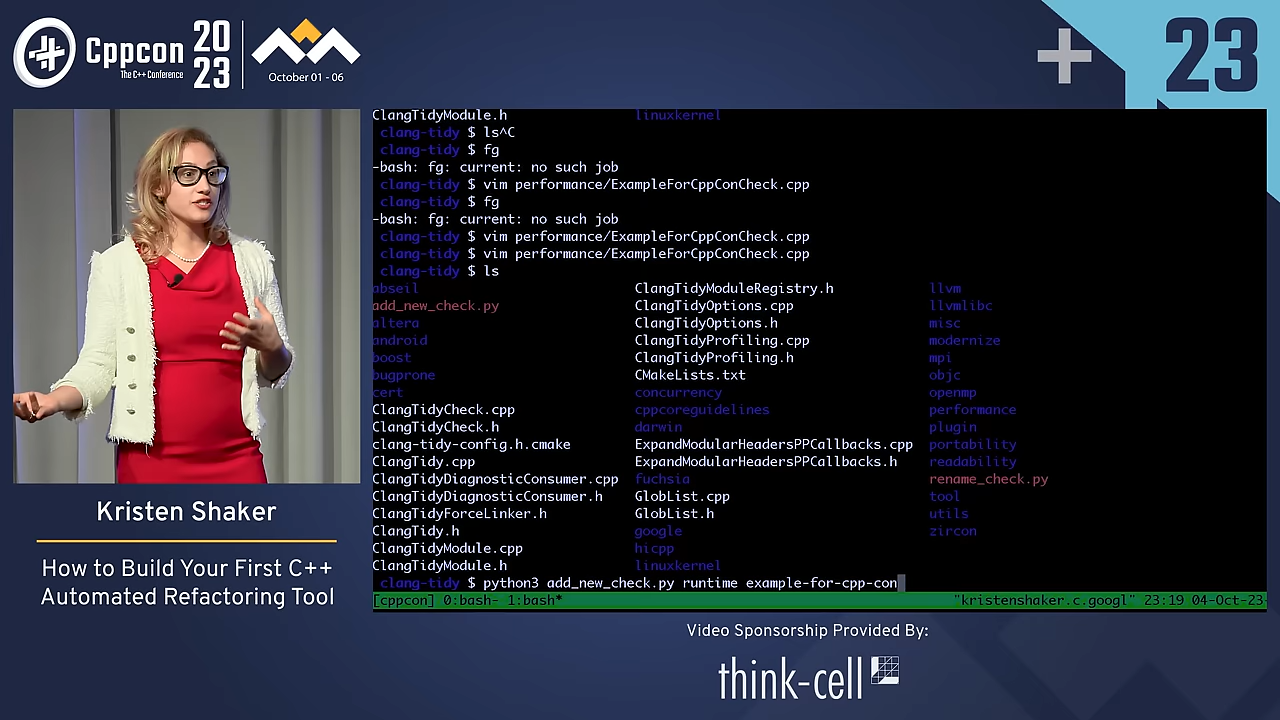 Cppcon
The C++ Conference
20
23
October 01 - 06
23
ClangTidyModule.h linuxkernel
clang-tidy $ ls^C
clang-tidy $ fg
-bash: fg: current: no such job
clang-tidy $ vim performance/ExampleForCppConCheck.cpp
clang-tidy $ fg
-bash: fg: current: no such job
clang-tidy $ vim performance/ExampleForCppConCheck.cpp
clang-tidy $ vim performance/ExampleForCppConCheck.cpp
clang-tidy $ ls
abseil ClangTidyModuleRegistry.h llvm
add_new_check.py ClangTidyOptions.cpp llvmlibc
altera ClangTidyOptions.h misc
android ClangTidyProfiling.cpp modernize
boost ClangTidyProfiling.h mpi
bugprone CMakeLists.txt objc
cert concurrency openmp
ClangTidyCheck.cpp cppcoreguidelines performance
ClangTidyCheck.h darwin plugin
clang-tidy-config.h.cmake ExpandModularHeadersPPCallbacks.cpp portability
ClangTidy.cpp ExpandModularHeadersPPCallbacks.h readability
ClangTidyDiagnosticConsumer.cpp fuchsia rename_check.py
ClangTidyDiagnosticConsumer.h GlobList.cpp tool
ClangTidyForceLinker.h GlobList.h utils
ClangTidy.h google zircon
ClangTidyModule.cpp hicpp
ClangTidyModule.h linuxkernel
clang-tidy $ python3 add_new_check.py runtime example-for-cpp-con
[cppcon] 0:bash- 1:bash* "kristenshaker.c.googl" 23:19 04-Oct-23
Kristen Shaker
How to Build Your First C++
Automated Refactoring Tool
Video Sponsorship Provided By:
think-cell